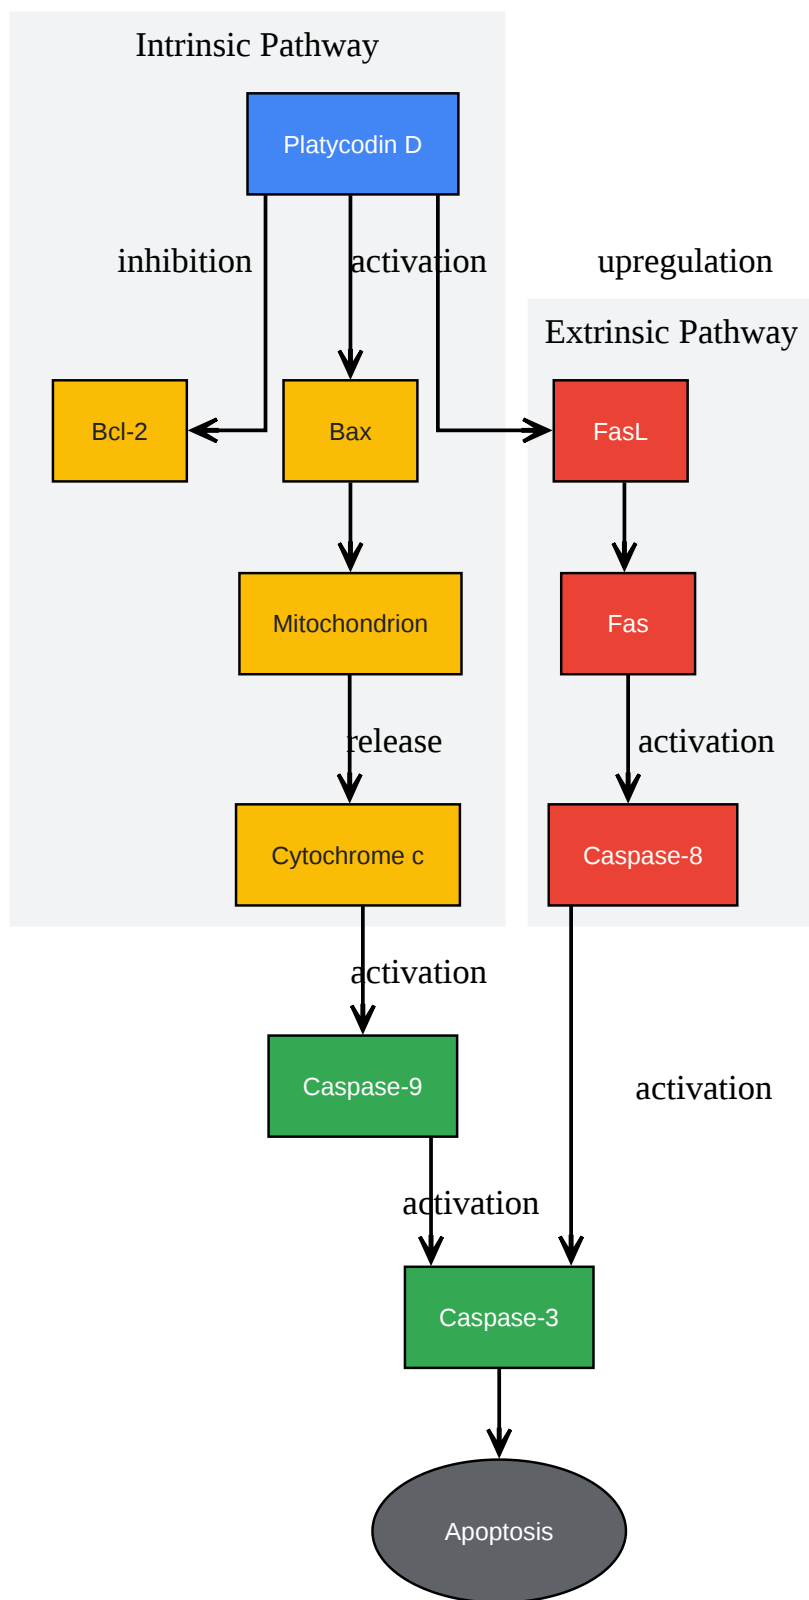 Intrinsic Pathway
Platycodin D
inhibition
activation
upregulation
Extrinsic Pathway
Bcl-2
Bax
FasL
Mitochondrion
Fas
release
activation
Cytochrome c
Caspase-8
activation
Caspase-9
activation
activation
Caspase-3
Apoptosis